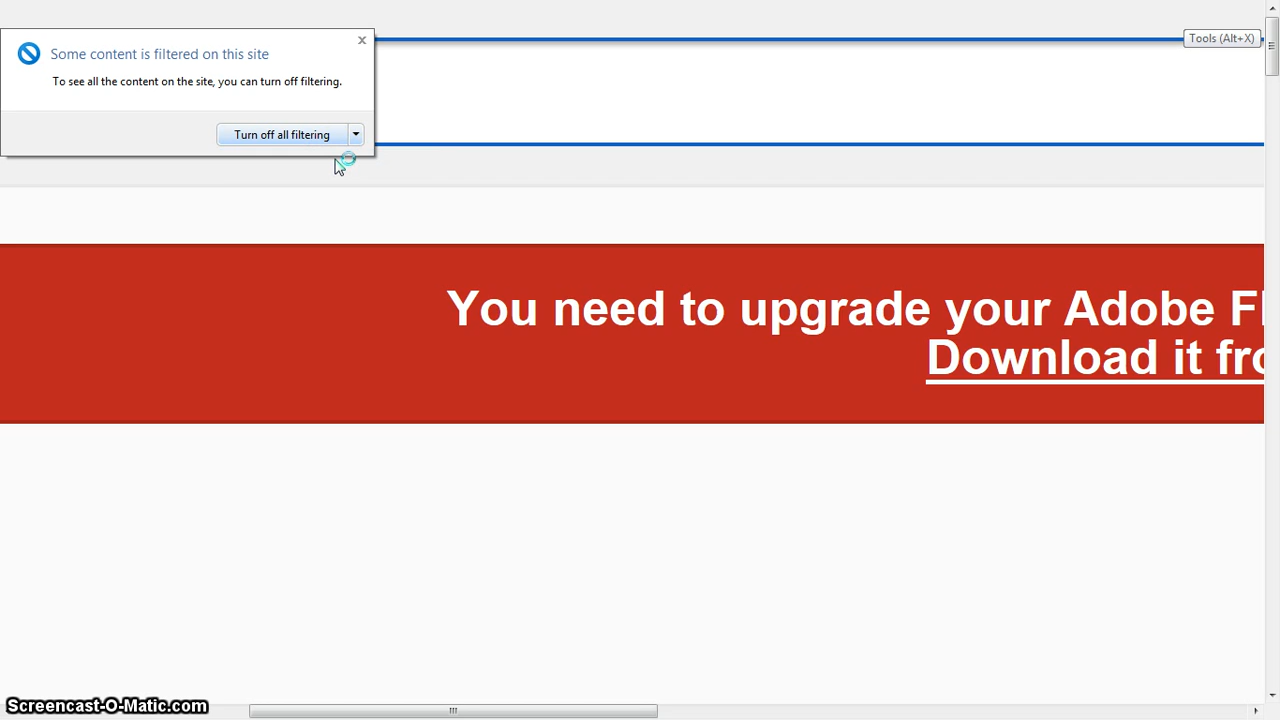 Tools (Alt+X)
x
Some content is filtered on this site
To see all the content on the site, you can turn off filtering.
Turn off all filtering
You need to upgrade your Adobe
Download it
Screencast-O-Matic.com